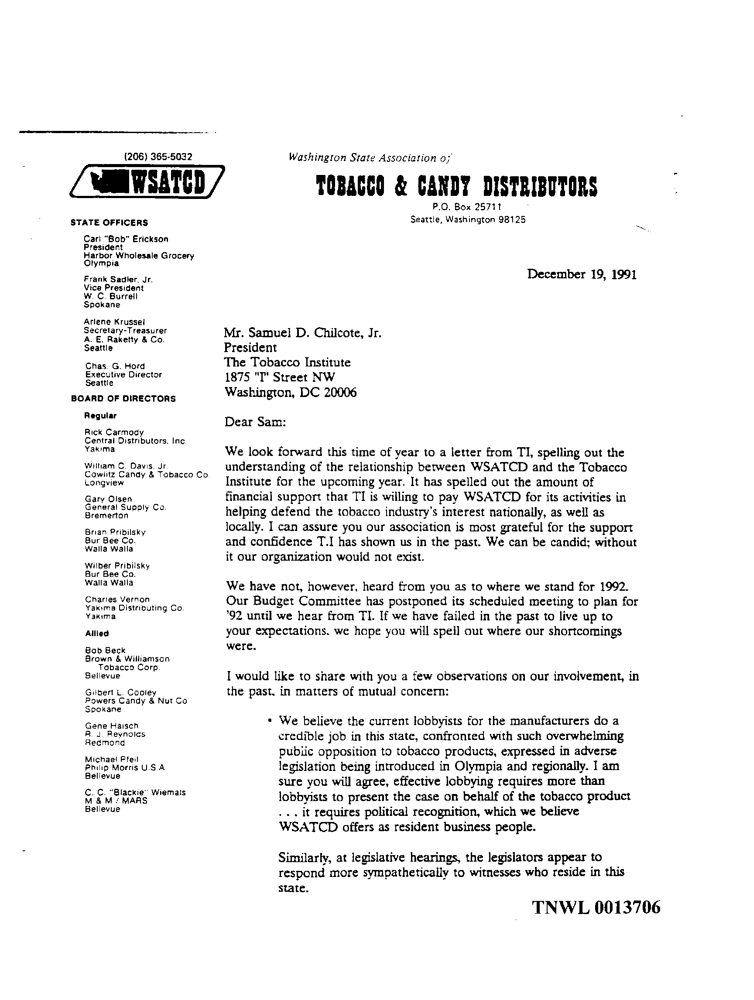 (206) 365-5032
WSATCD
Washington State Association of
TOBACCO & CANDY DISTRIBUTORS
P.O. Box 25711
Seattle, Washington 98125
STATE OFFICERS
Carl "Bob" Erickson
President
Harbor Wholesale Grocery
Olympia
Frank Sadler, Jr.
Vice President
W. C. Burrell
Spokane
Arlene Krussel
Secretary-Treasurer
A. E. Raketty & Co.
Seattle
Chas. G. Hord
Executive Director
Seattle
BOARD OF DIRECTORS
Regular
Rick Carmody
Central Distributors, Inc
Yakima
William C. Davis, Jr
Cowlitz Candy & Tobacco Co.
Longview
Gary Olsen
General Supply Co.
Bremerton
Brian Pribilsky
Bur Bee Co.
Walla Walla
Wilber Pribilsky
Bur Bee Co.
Walla Walla
Charles Vernon
Yakima Distributing Co.
Yakima
Allied
Bob Beck
Brown & Williamson
Tobacco Corp.
Bellevue
Gilbert L. Cooley
Powers Candy & Nut Co
Spokane
Gene Haisch
R. J. Reynolds
Redmond
Michael Pfeil
Philip Morris U.S.A.
Bellevue
C. C. "Blackie" Wiemals
M & M / MARS
Bellevue
December 19, 1991
Mr. Samuel D. Chilcote, Jr.
President
The Tobacco Institute
1875 "I" Street NW
Washington, DC 20006
Dear Sam:
We look forward this time of year to a letter from TI, spelling out the
understanding of the relationship between WSATCD and the Tobacco
Institute for the upcoming year. It has spelled out the amount of
financial support that TI is willing to pay WSATCD for its activities in
helping defend the tobacco industry's interest nationally, as well as
locally. I can assure you our association is most grateful for the support
and confidence T.I has shown us in the past. We can be candid; without
it our organization would not exist.
We have not, however, heard from you as to where we stand for 1992.
Our Budget Committee has postponed its scheduled meeting to plan for
'92 until we hear from TI. If we have failed in the past to live up to
your expectations, we hope you will spell out where our shortcomings
were.
I would like to share with you a few observations on our involvement, in
the past, in matters of mutual concern:
• We believe the current lobbyists for the manufacturers do a
credible job in this state, confronted with such overwhelming
public opposition to tobacco products, expressed in adverse
legislation being introduced in Olympia and regionally. I am
sure you will agree, effective lobbying requires more than
lobbyists to present the case on behalf of the tobacco product
. . . it requires political recognition, which we believe
WSATCD offers as resident business people.
Similarly, at legislative hearings, the legislators appear to
respond more sympathetically to witnesses who reside in this
state.
TNWL 0013706